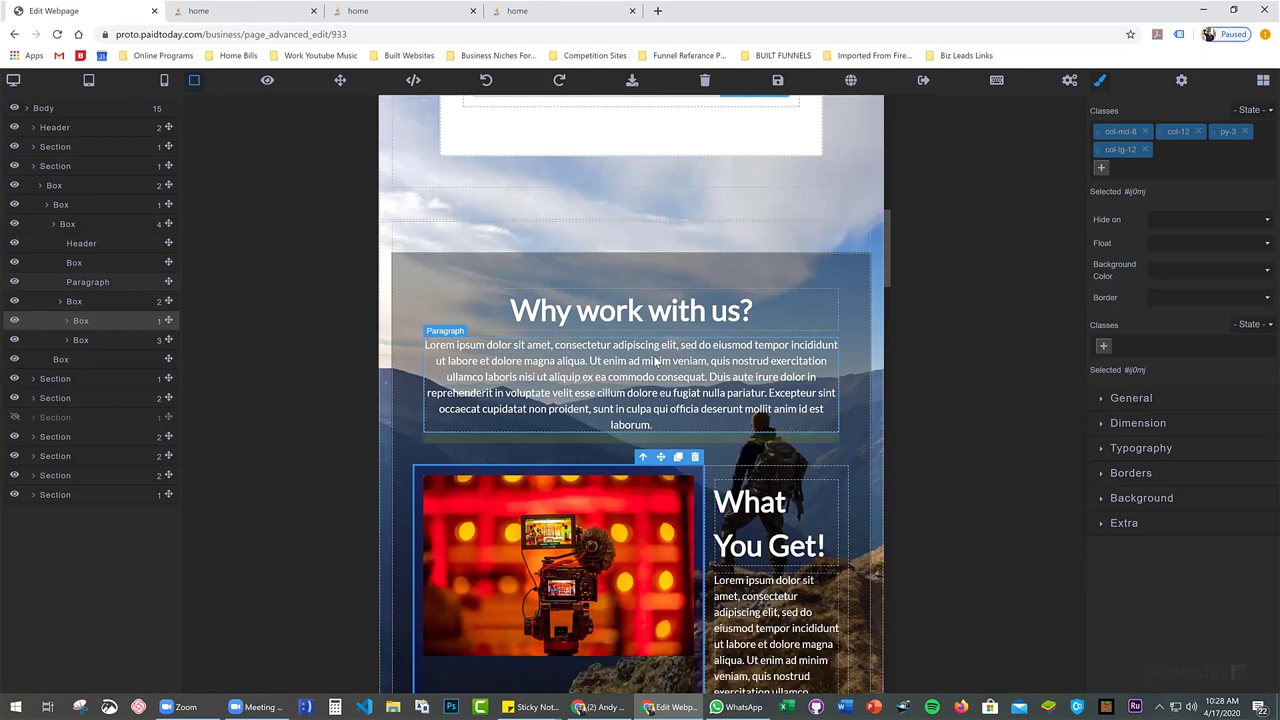 Edit Webpage
home
home
home
proto.paidtoday.com/business/page_advanced_edit/933
Paused
Apps
Online Programs
Home Bills
Work Youtube Music
Built Websites
Business Niches For...
Competition Sites
Funnel Referance P...
BUILT FUNNELS
Imported From Fire...
Biz Leads Links
Body 15
Header 2
Section 1
Section 1
Box 2
Box 1
Box 4
Header
Box
Paragraph
Box 2
Box 1
Box 3
Box
Section 1
Section 2
Section 1
Section 2
Section 2
Section 2
Section 1
Why work with us?
Paragraph
Lorem ipsum dolor sit amet, consectetur adipiscing elit, sed do eiusmod tempor incididunt
ut labore et dolore magna aliqua. Ut enim ad minim veniam, quis nostrud exercitation
ullamco laboris nisi ut aliquip ex ea commodo consequat. Duis aute irure dolor in
reprehenderit in voluptate velit esse cillum dolore eu fugiat nulla pariatur. Excepteur sint
occaecat cupidatat non proident, sunt in culpa qui officia deserunt mollit anim id est
laborum.
What
You Get!
Lorem ipsum dolor sit
amet, consectetur
adipiscing elit, sed do
eiusmod tempor incididunt
ut labore et dolore magna
aliqua. Ut enim ad minim
veniam, quis nostrud
exercitation ullamco
Classes
- State -
col-md-8
col-12
py-3
col-lg-12
Selected #ij0mj
Hide on
Float
Background
Color
Border
Classes
- State -
Selected #ij0mj
General
Dimension
Typography
Borders
Background
Extra
paidtoday
Zoom
Meeting ...
Sticky Not...
(2) Andy ...
Edit Webp...
WhatsApp
10:28 AM
4/17/2020